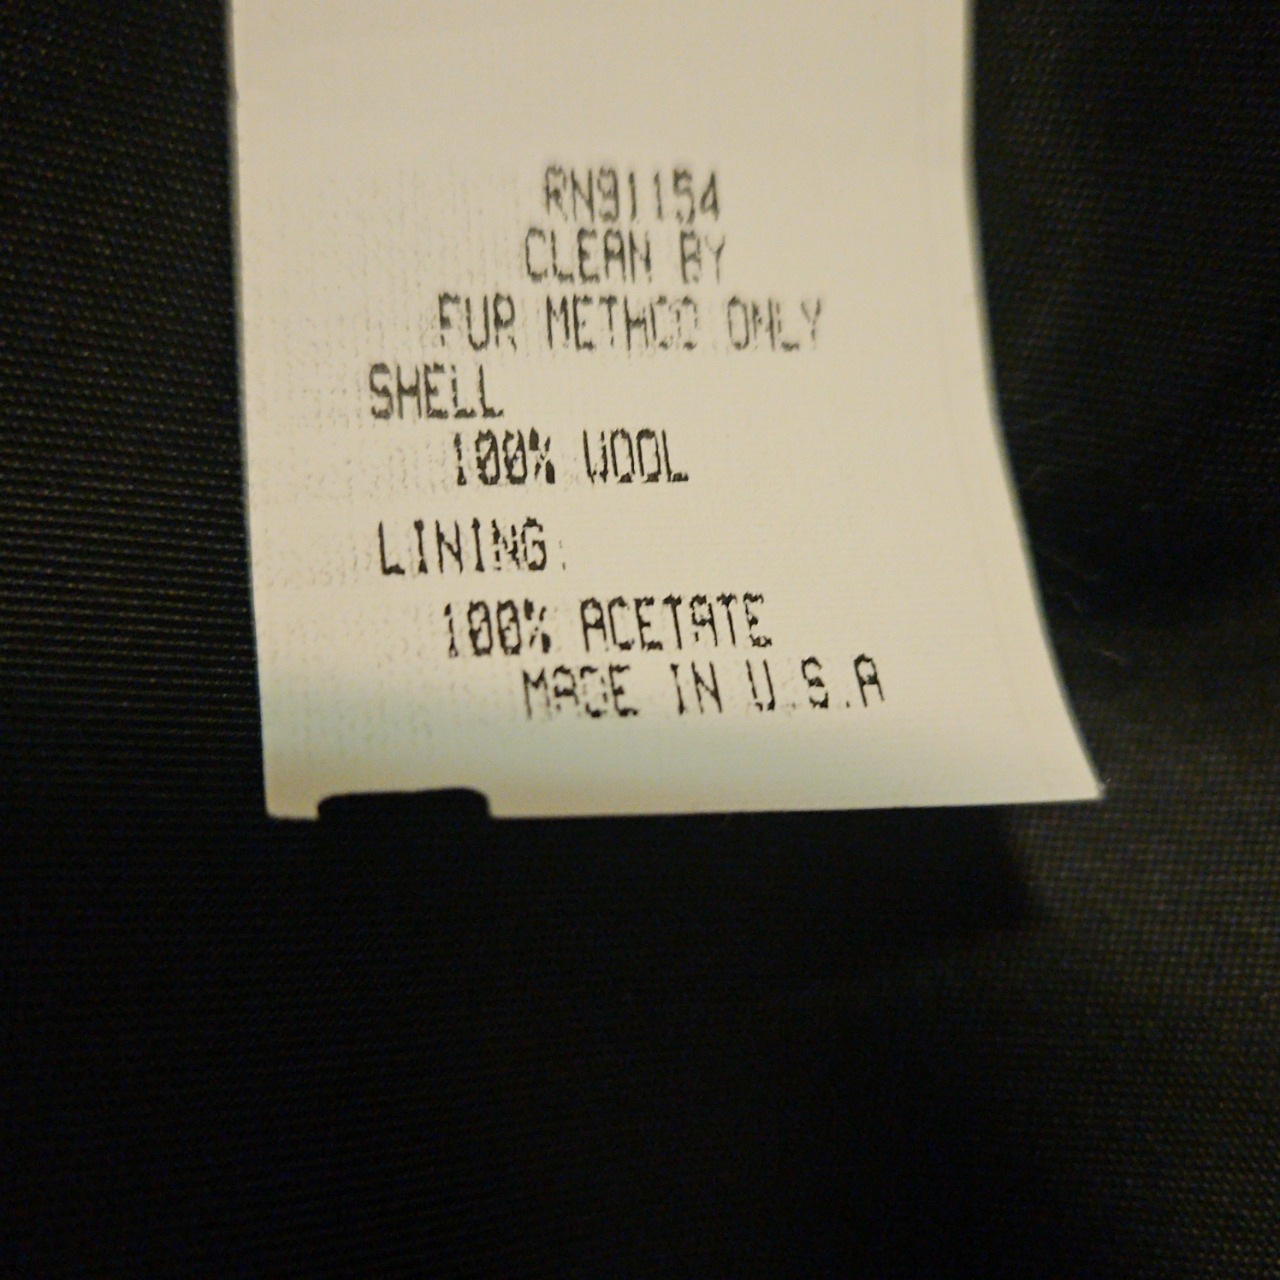 RN91154
CLEAN BY
FUR METHOD ONLY
SHELL
100% WOOL
LINING:
100% ACETATE
MADE IN U.S.A